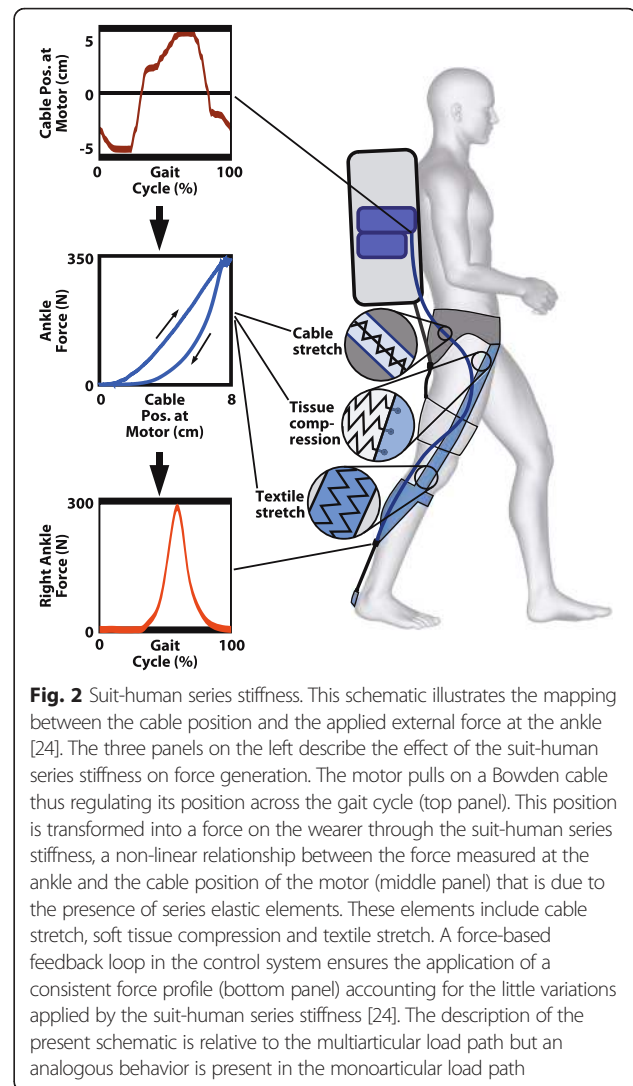 Cable Pos. at
Motor (cm)
5
0
-5
0
100
Gait
Cycle (%)
Ankle
Force (N)
350
0
0
8
Cable
Pos. at
Motor (cm)
Cable
stretch
Tissue
comp-
ression
Textile
stretch
Right Ankle
Force (N)
300
0
0
100
Gait
Cycle (%)
Fig. 2 Suit-human series stiffness. This schematic illustrates the mapping
between the cable position and the applied external force at the ankle
[24]. The three panels on the left describe the effect of the suit-human
series stiffness on force generation. The motor pulls on a Bowden cable
thus regulating its position across the gait cycle (top panel). This position
is transformed into a force on the wearer through the suit-human series
stiffness, a non-linear relationship between the force measured at the
ankle and the cable position of the motor (middle panel) that is due to
the presence of series elastic elements. These elements include cable
stretch, soft tissue compression and textile stretch. A force-based
feedback loop in the control system ensures the application of a
consistent force profile (bottom panel) accounting for the little variations
applied by the suit-human series stiffness [24]. The description of the
present schematic is relative to the multiarticular load path but an
analogous behavior is present in the monoarticular load path